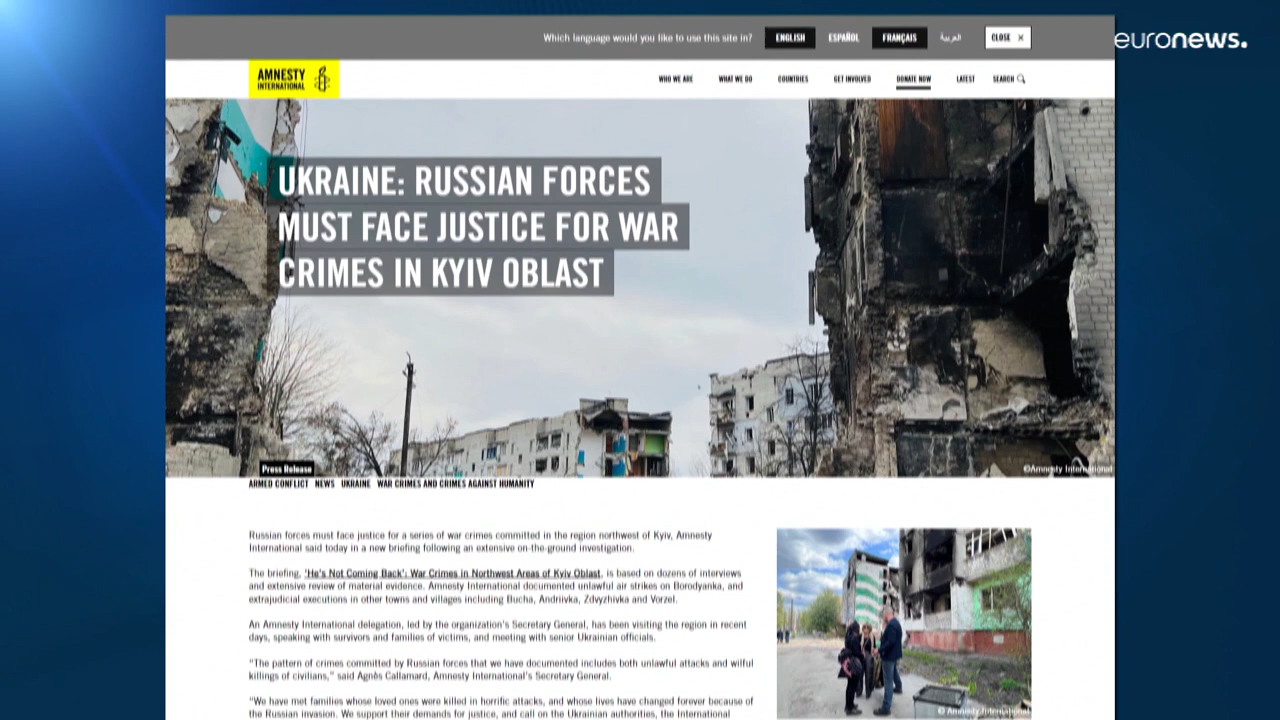 Which language would you like to use this site in?
ENGLISH
ESPAÑOL
FRANÇAIS
العربية
CLOSE X
euronews.
AMNESTY
INTERNATIONAL
WHO WE ARE
WHAT WE DO
COUNTRIES
GET INVOLVED
DONATE NOW
LATEST
SEARCH
UKRAINE: RUSSIAN FORCES
MUST FACE JUSTICE FOR WAR
CRIMES IN KYIV OBLAST
Press Release
©Amnesty International
ARMED CONFLICT NEWS UKRAINE WAR CRIMES AND CRIMES AGAINST HUMANITY
Russian forces must face justice for a series of war crimes committed in the region northwest of Kyiv, Amnesty
International said today in a new briefing following an extensive on-the-ground investigation.
The briefing, 'He's Not Coming Back': War Crimes in Northwest Areas of Kyiv Oblast, is based on dozens of interviews
and extensive review of material evidence. Amnesty International documented unlawful air strikes on Borodyanka, and
extrajudicial executions in other towns and villages including Bucha, Andriivka, Zdvyzhivka and Vorzel.
An Amnesty International delegation, led by the organization's Secretary General, has been visiting the region in recent
days, speaking with survivors and families of victims, and meeting with senior Ukrainian officials.
"The pattern of crimes committed by Russian forces that we have documented includes both unlawful attacks and wilful
killings of civilians," said Agnès Callamard, Amnesty International's Secretary General.
"We have met families whose loved ones were killed in horrific attacks, and whose lives have changed forever because of
the Russian invasion. We support their demands for justice, and call on the Ukrainian authorities, the International
© Amnesty International